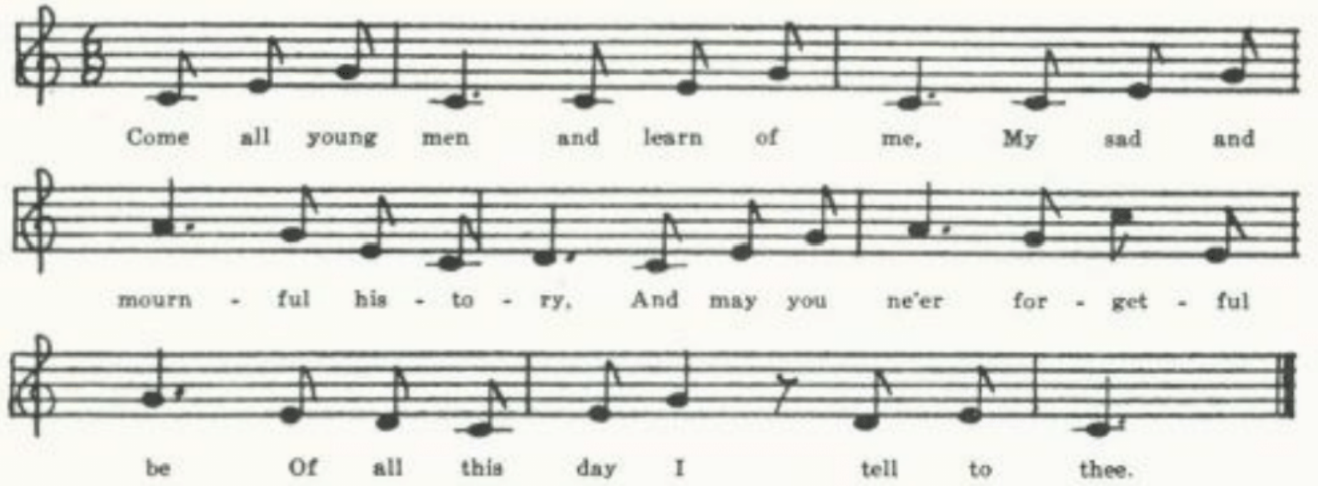 Come all young men and learn of me, My sad and
mourn - ful his - to - ry, And may you ne'er for - get - ful
be Of all this day I tell to thee.